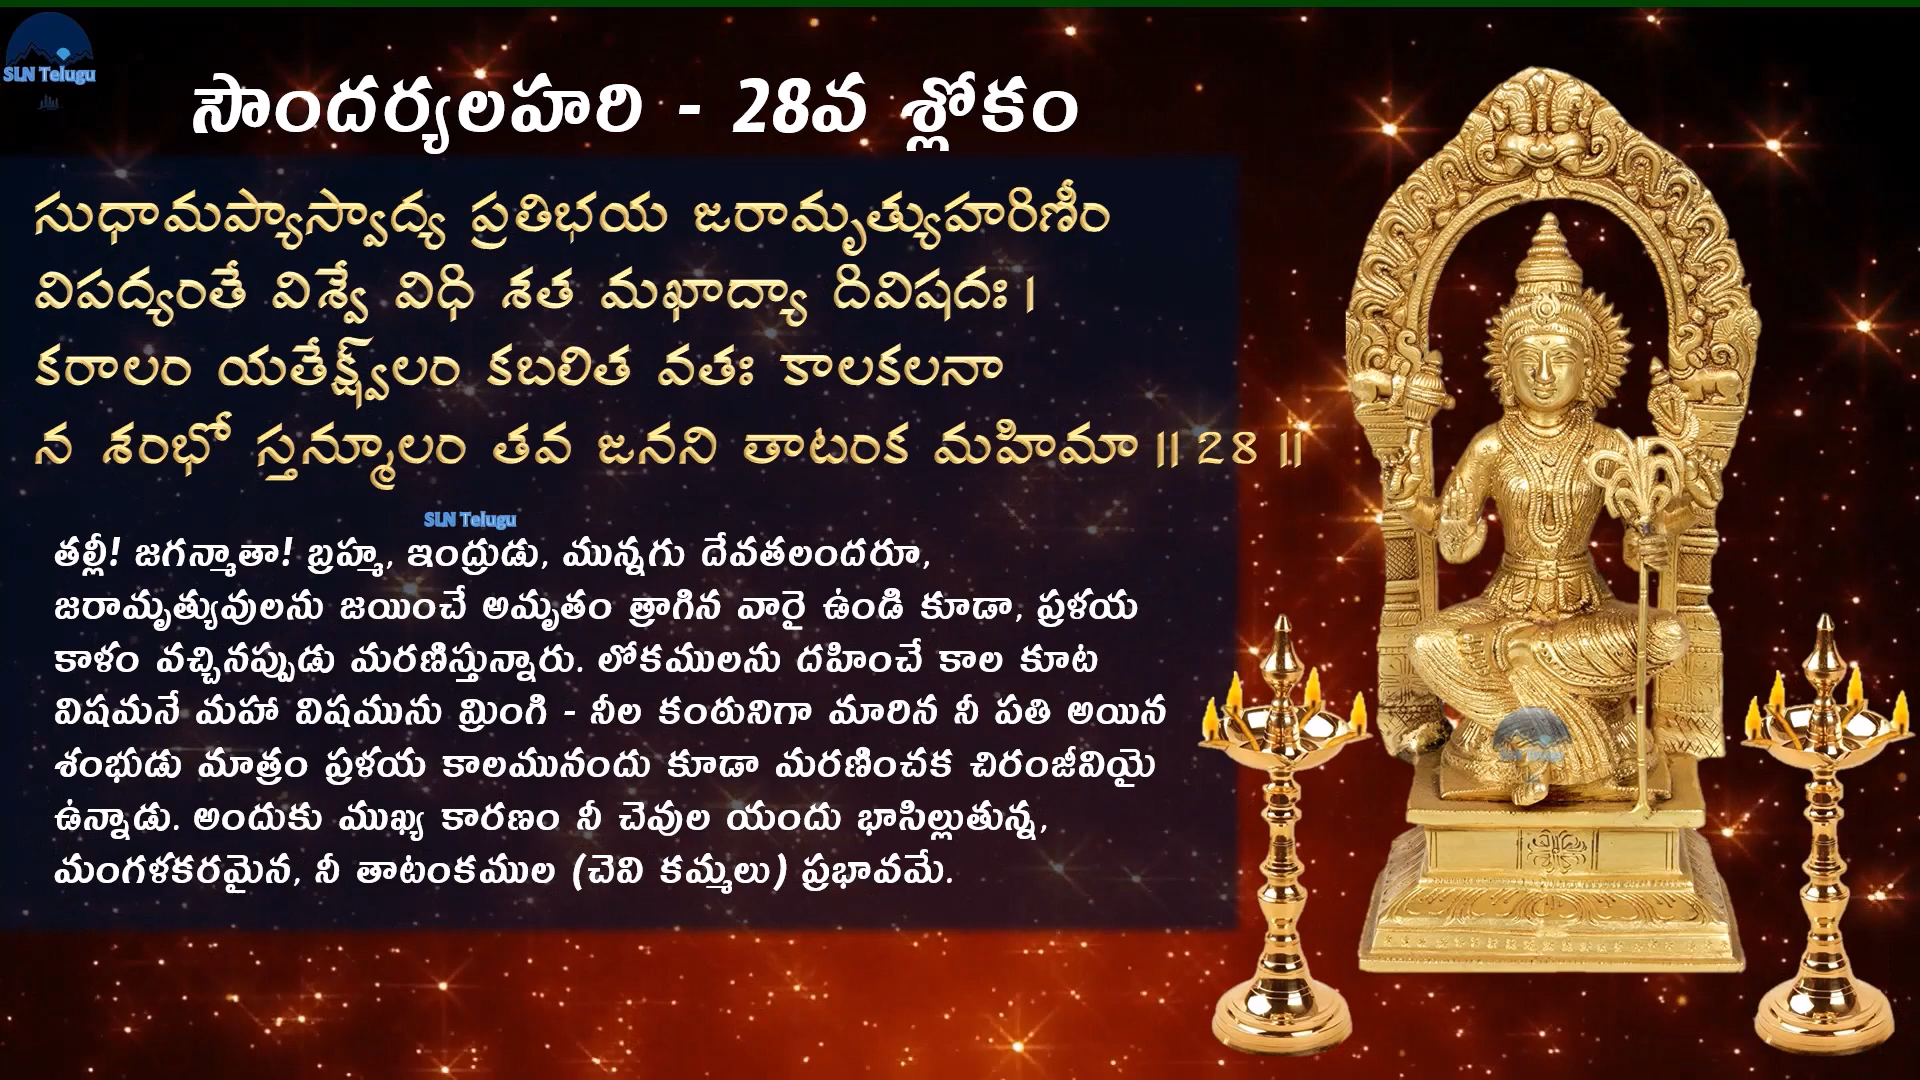 SLN Telugu
సౌందర్యలహరి - 28వ శ్లోకం
సుధామప్యాస్వాద్య ప్రతిభయ జరామృత్యుహరిణీం
విపద్యంతే విశ్వే విధి శత మఖాద్యా దివిషదః ।
కరాలం యతేక్ష్వ్లం కబలిత వతః కాలకలనా
న శంభో స్తన్మూలం తవ జనని తాటంక మహిమా ॥ 28 ॥
SLN Telugu
తల్లీ! జగన్మాతా! బ్రహ్మ, ఇంద్రుడు, మున్నగు దేవతలందరూ,
జరామృత్యువులను జయించే అమృతం త్రాగిన వారై ఉండి కూడా, ప్రళయ
కాళం వచ్చినప్పుడు మరణిస్తున్నారు. లోకములను దహించే కాల కూట
విషమనే మహా విషమును మ్రింగి - నీల కంఠునిగా మారిన నీ పతి అయిన
శంభుడు మాత్రం ప్రళయ కాలమునందు కూడా మరణించక చిరంజీవియై
ఉన్నాడు. అందుకు ముఖ్య కారణం నీ చెవుల యందు భాసిల్లుతున్న,
మంగళకరమైన, నీ తాటంకముల (చెవి కమ్మలు) ప్రభావమే.